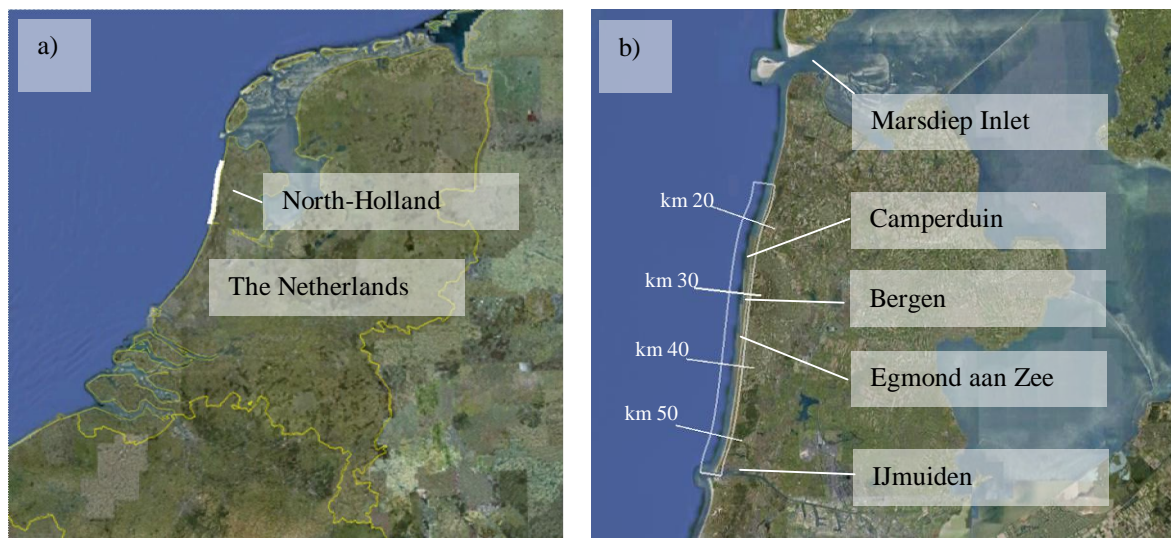 a)
North-Holland
The Netherlands
b)
Marsdiep Inlet
km 20
Camperduin
km 30
Bergen
km 40
Egmond aan Zee
km 50
IJmuiden